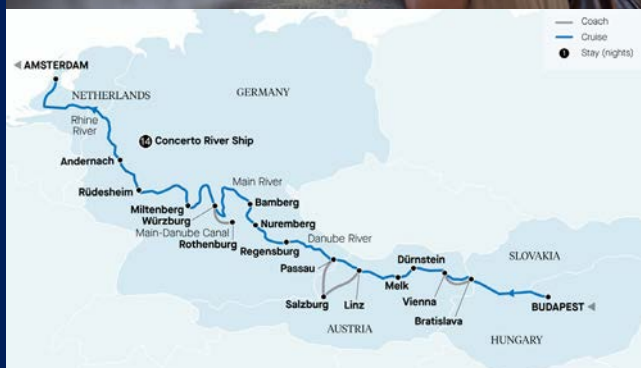 Coach
Cruise
1 Stay (nights)
AMSTERDAM
NETHERLANDS
GERMANY
Rhine
River
14 Concerto River Ship
Andernach
Rüdesheim
Main River
Miltenberg
Bamberg
Würzburg
Nuremberg
Main-Danube Canal
Rothenburg
Danube River
Regensburg
Passau
Dürnstein
SLOVAKIA
Salzburg
Linz
Melk
Vienna
BUDAPEST
Bratislava
AUSTRIA
HUNGARY